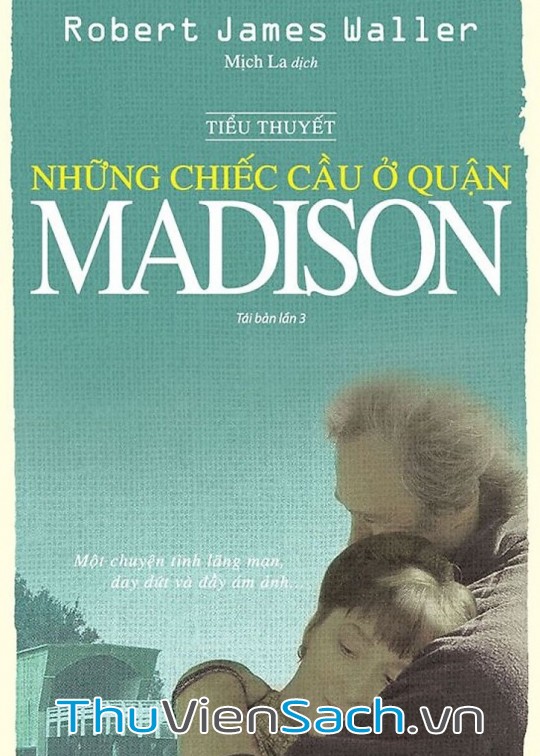 Robert James Waller
Mịch La dịch
TIỂU THUYẾT
NHỮNG CHIẾC CẦU Ở QUẬN
MADISON
Tái bản lần 3
Một chuyện tình lãng mạn,
day dứt và đầy ám ảnh...
ThuVienSach.vn